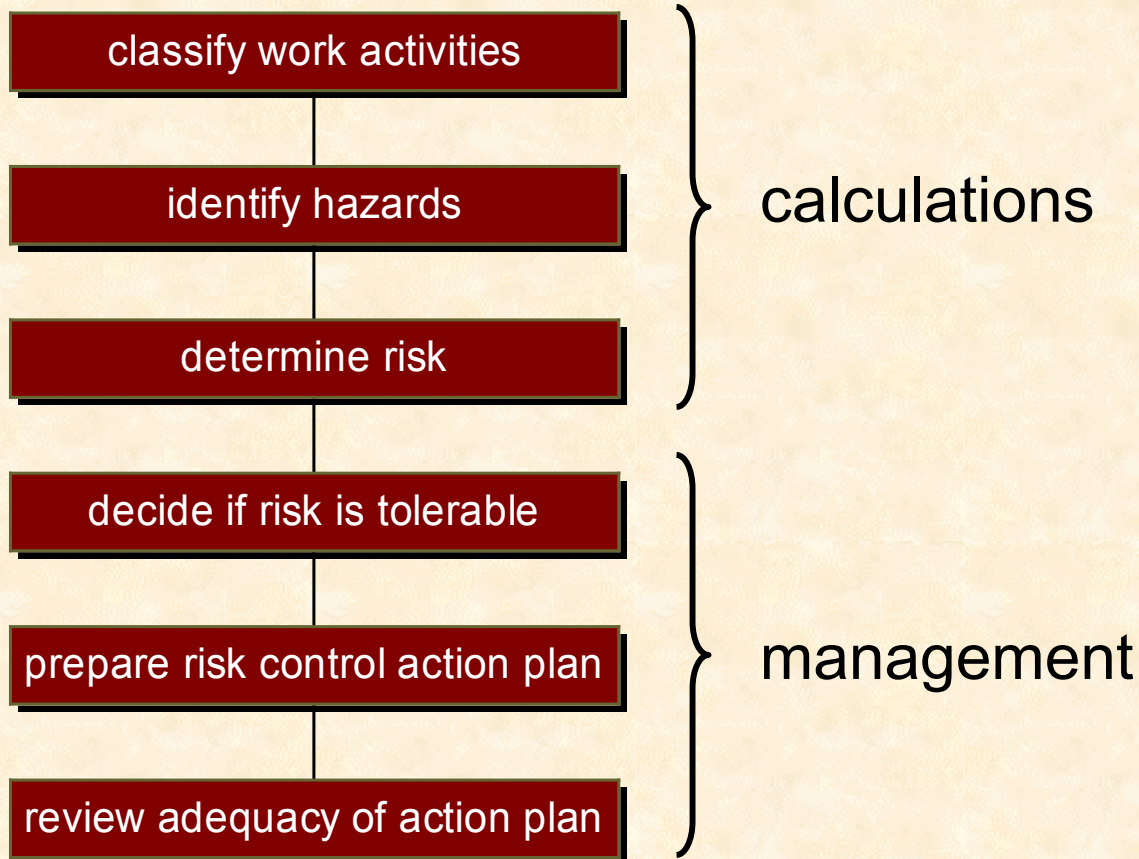 classify work activities
identify hazards
calculations
determine risk
decide if risk is tolerable
prepare risk control action plan
management
review adequacy of action plan